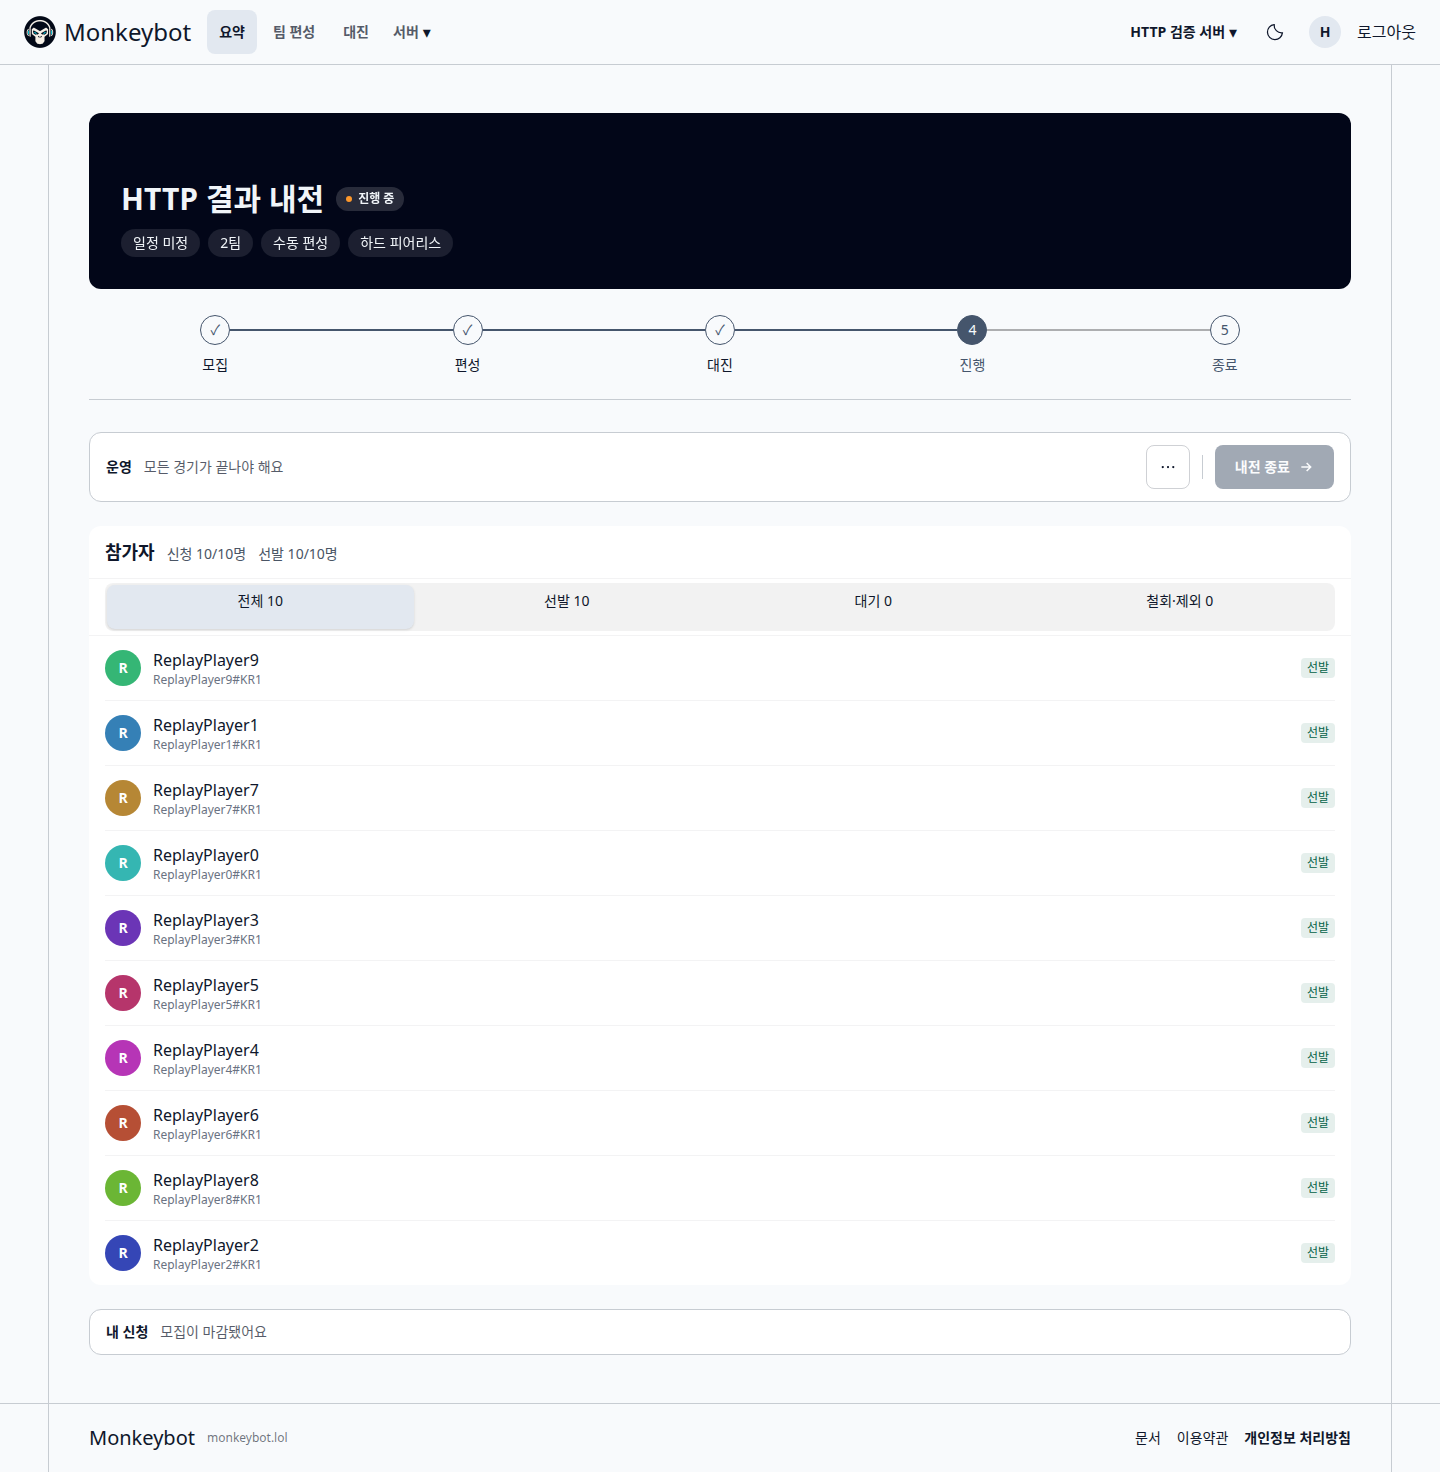 Monkeybot 요약 팀 편성 대진 서버 ▾ HTTP 검증 서버 ▾ H 로그아웃
HTTP 결과 내전 진행 중
일정 미정 2팀 수동 편성 하드 피어리스
✓ ✓ ✓ 4 5
모집 편성 대진 진행 종료
운영 모든 경기가 끝나야 해요 ⋯ 내전 종료 →
참가자 신청 10/10명 선발 10/10명
전체 10 선발 10 대기 0 철회·제외 0
R ReplayPlayer9 선발
ReplayPlayer9#KR1
R ReplayPlayer1 선발
ReplayPlayer1#KR1
R ReplayPlayer7 선발
ReplayPlayer7#KR1
R ReplayPlayer0 선발
ReplayPlayer0#KR1
R ReplayPlayer3 선발
ReplayPlayer3#KR1
R ReplayPlayer5 선발
ReplayPlayer5#KR1
R ReplayPlayer4 선발
ReplayPlayer4#KR1
R ReplayPlayer6 선발
ReplayPlayer6#KR1
R ReplayPlayer8 선발
ReplayPlayer8#KR1
R ReplayPlayer2 선발
ReplayPlayer2#KR1
내 신청 모집이 마감됐어요
Monkeybot monkeybot.lol 문서 이용약관 개인정보 처리방침